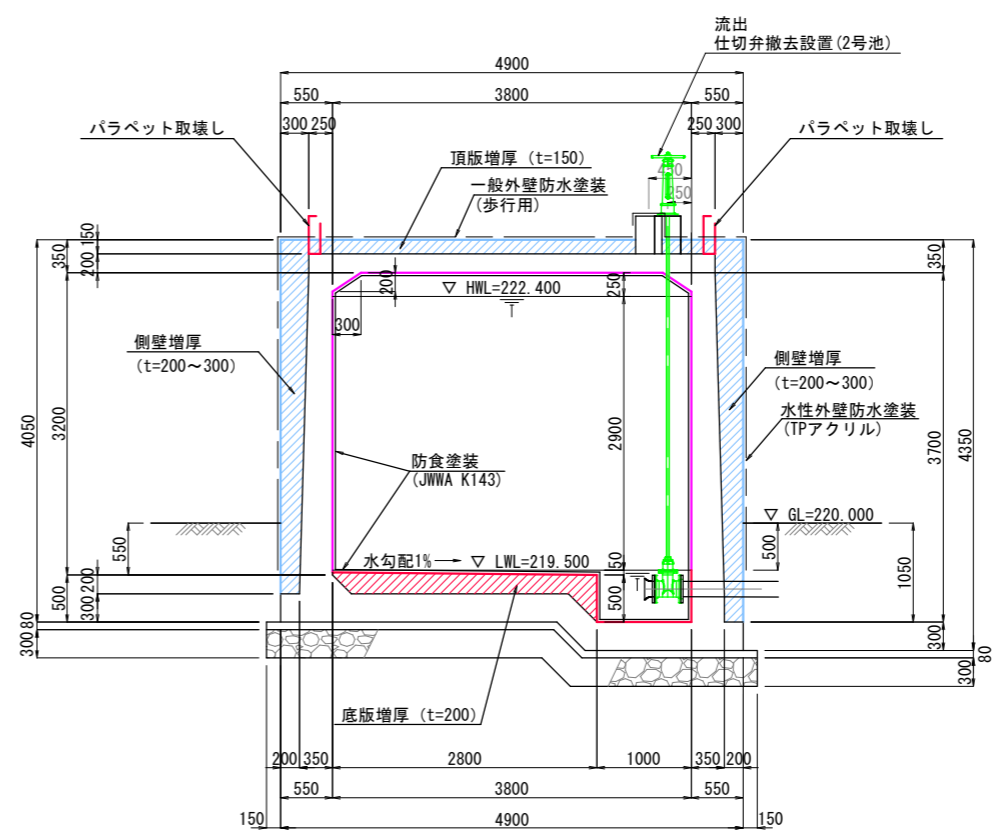 流出
仕切弁撤去設置(2号池)
4900
550
3800
550
300
250
250
300
パラペット取壊し
パラペット取壊し
頂版増厚 (t=150)
一般外壁防水塗装
(歩行用)
250
350
150
200
350
200
250
▽ HWL=222.400
300
側壁増厚
(t=200～300)
側壁増厚
(t=200～300)
水性外壁防水塗装
(TPアクリル)
4050
3200
2900
3700
4350
防食塗装
(JWWA K143)
▽ GL=220.000
550
水勾配1%
▽ LWL=219.500
50
500
1050
500
200
300
500
80
300
300
80
300
底版増厚 (t=200)
200
350
2800
1000
350
200
550
3800
550
150
4900
150